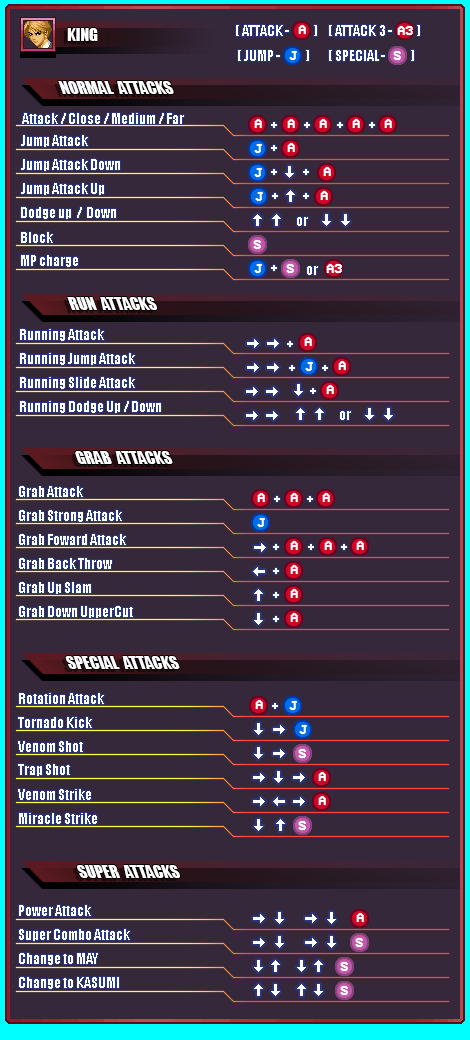 KING [ ATTACK - A ] [ ATTACK 3 - A3 ]
[ JUMP - J ] [ SPECIAL - S ]
NORMAL ATTACKS
Attack / Close / Medium / Far A + A + A + A + A
Jump Attack J + A
Jump Attack Down J + ↓ + A
Jump Attack Up J + ↑ + A
Dodge up / Down ↑ ↑ or ↓ ↓
Block S
MP charge J + S or A3
RUN ATTACKS
Running Attack → → + A
Running Jump Attack → → + J + A
Running Slide Attack → → ↓ + A
Running Dodge Up / Down → → ↑ ↑ or ↓ ↓
GRAB ATTACKS
Grab Attack A + A + A
Grab Strong Attack J
Grab Foward Attack → + A + A + A
Grab Back Throw ← + A
Grab Up Slam ↑ + A
Grab Down UpperCut ↓ + A
SPECIAL ATTACKS
Rotation Attack A + J
Tornado Kick ↓ → J
Venom Shot ↓ → S
Trap Shot → ↓ → A
Venom Strike → ← → A
Miracle Strike ↓ ↑ S
SUPER ATTACKS
Power Attack → ↓ → ↓ A
Super Combo Attack → ↓ → ↓ S
Change to MAY ↓ ↑ ↓ ↑ S
Change to KASUMI ↑ ↓ ↑ ↓ S